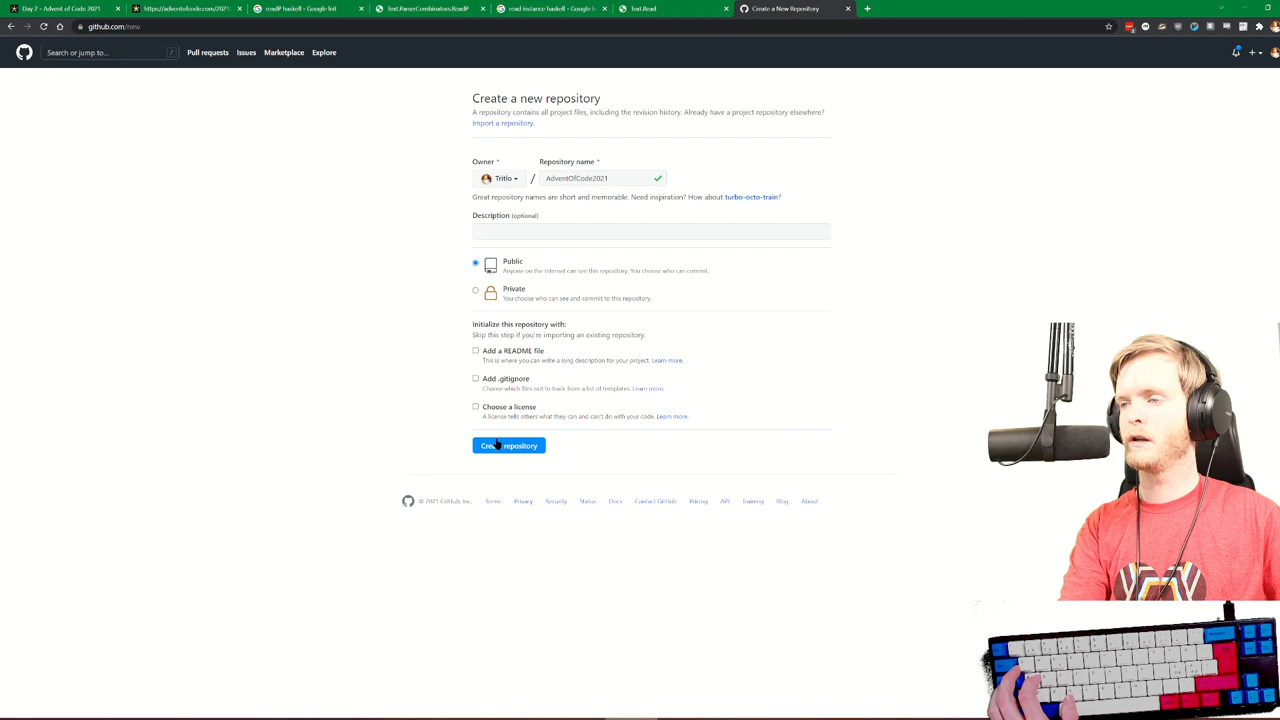 Day 2 - Advent of Code 2021
https://adventofcode.com/2021
readP haskell - Google leit
Text.ParserCombinators.ReadP
read instance haskell - Google
Text.Read
Create a New Repository
github.com/new
Search or jump to...
/
Pull requests
Issues
Marketplace
Explore
Create a new repository
A repository contains all project files, including the revision history. Already have a project repository elsewhere?
Import a repository.
Owner *
Repository name *
Tritlo
/
AdventOfCode2021
Great repository names are short and memorable. Need inspiration? How about turbo-octo-train?
Description (optional)
Public
Anyone on the internet can see this repository. You choose who can commit.
Private
You choose who can see and commit to this repository.
Initialize this repository with:
Skip this step if you're importing an existing repository.
Add a README file
This is where you can write a long description for your project. Learn more.
Add .gitignore
Choose which files not to track from a list of templates. Learn more.
Choose a license
A license tells others what they can and can't do with your code. Learn more.
Create repository
© 2021 GitHub, Inc.
Terms
Privacy
Security
Status
Docs
Contact GitHub
Pricing
API
Training
Blog
About